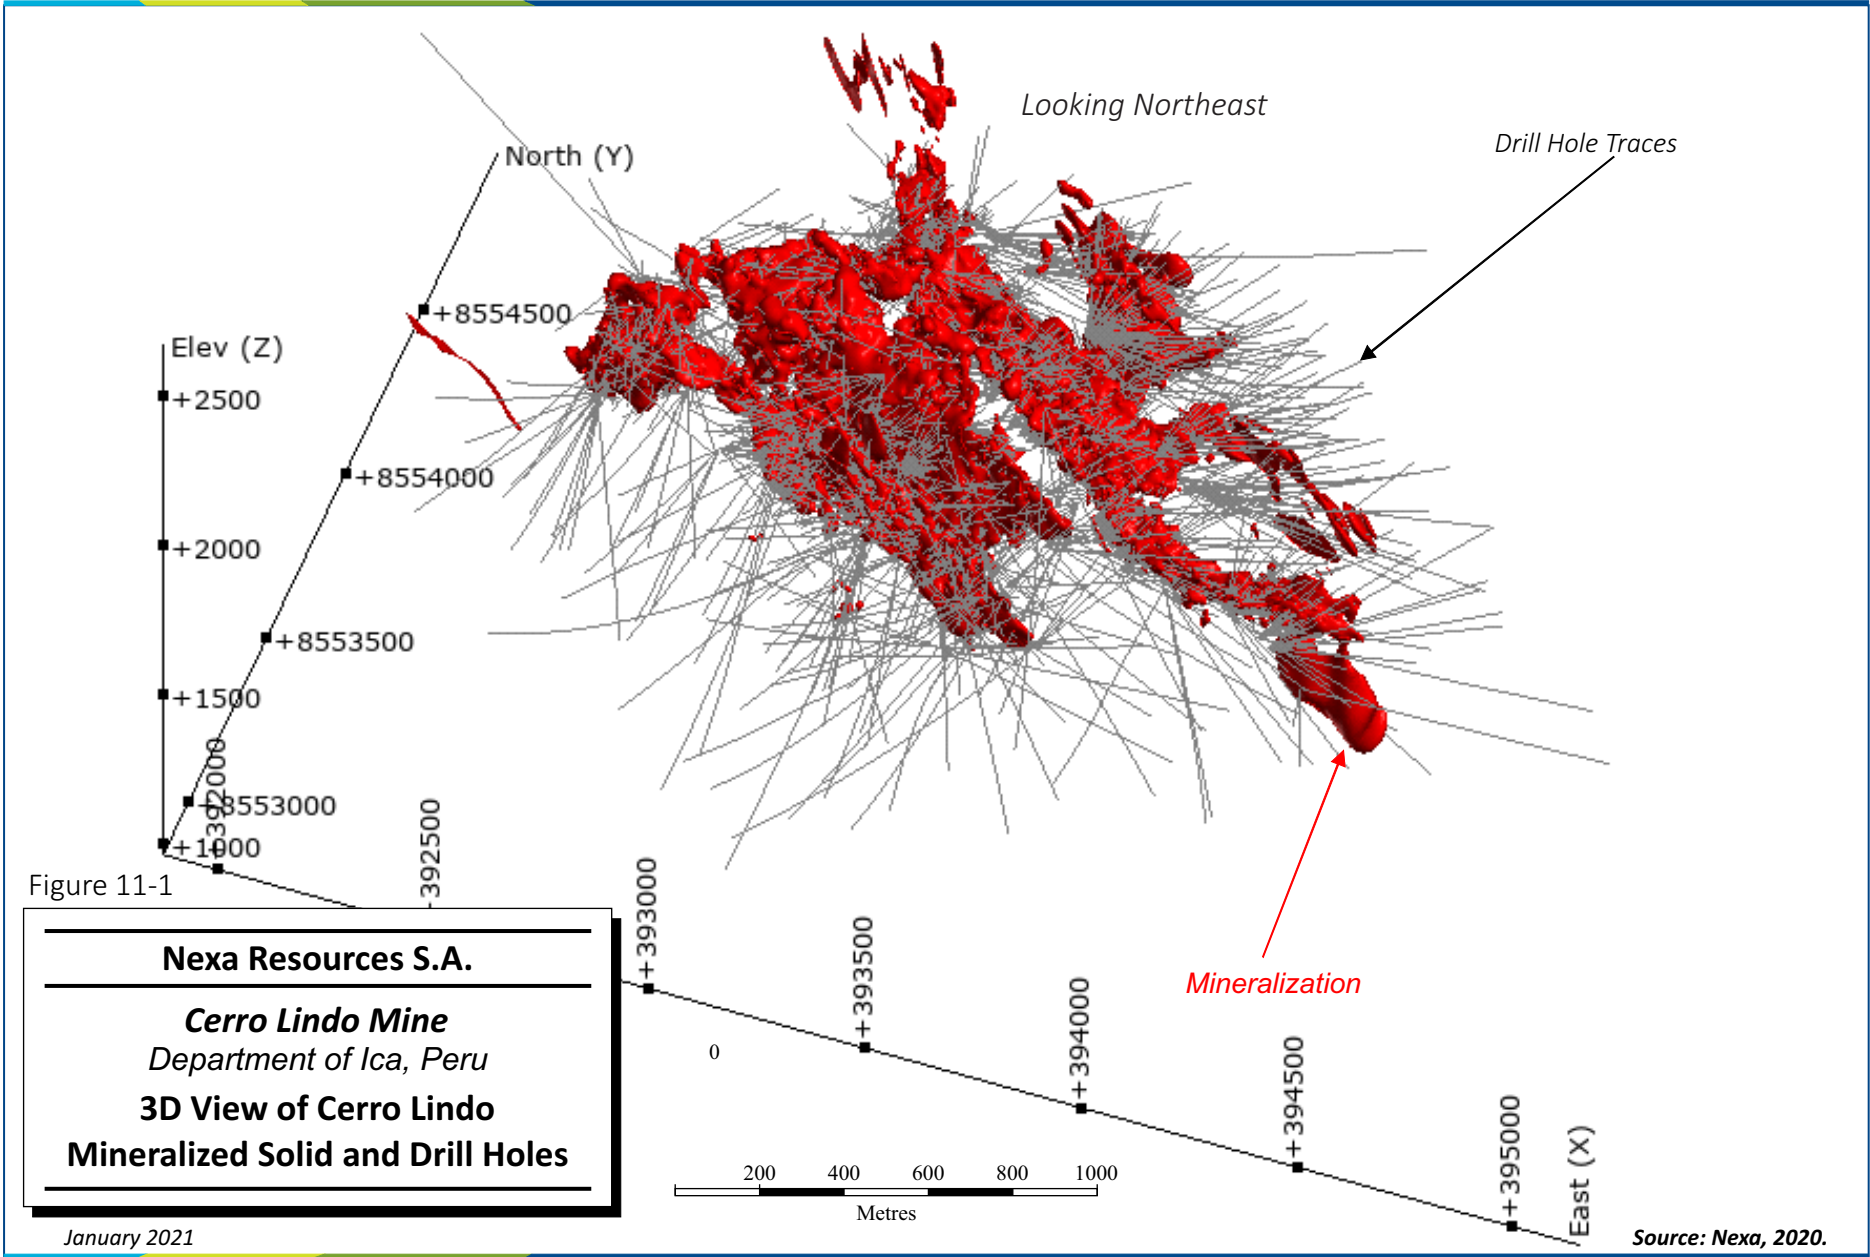 Looking Northeast
Drill Hole Traces
North (Y)
+8554500
Elev (Z)
+2500
+8554000
+2000
+8553500
+1500
+8553000
+1000
+392000
+392500
+393000
+393500
+394000
+394500
+395000
East (X)
Mineralization
Figure 11-1
Nexa Resources S.A.
Cerro Lindo Mine
Department of Ica, Peru
3D View of Cerro Lindo
Mineralized Solid and Drill Holes
0
200 400 600 800 1000
Metres
January 2021
Source: Nexa, 2020.